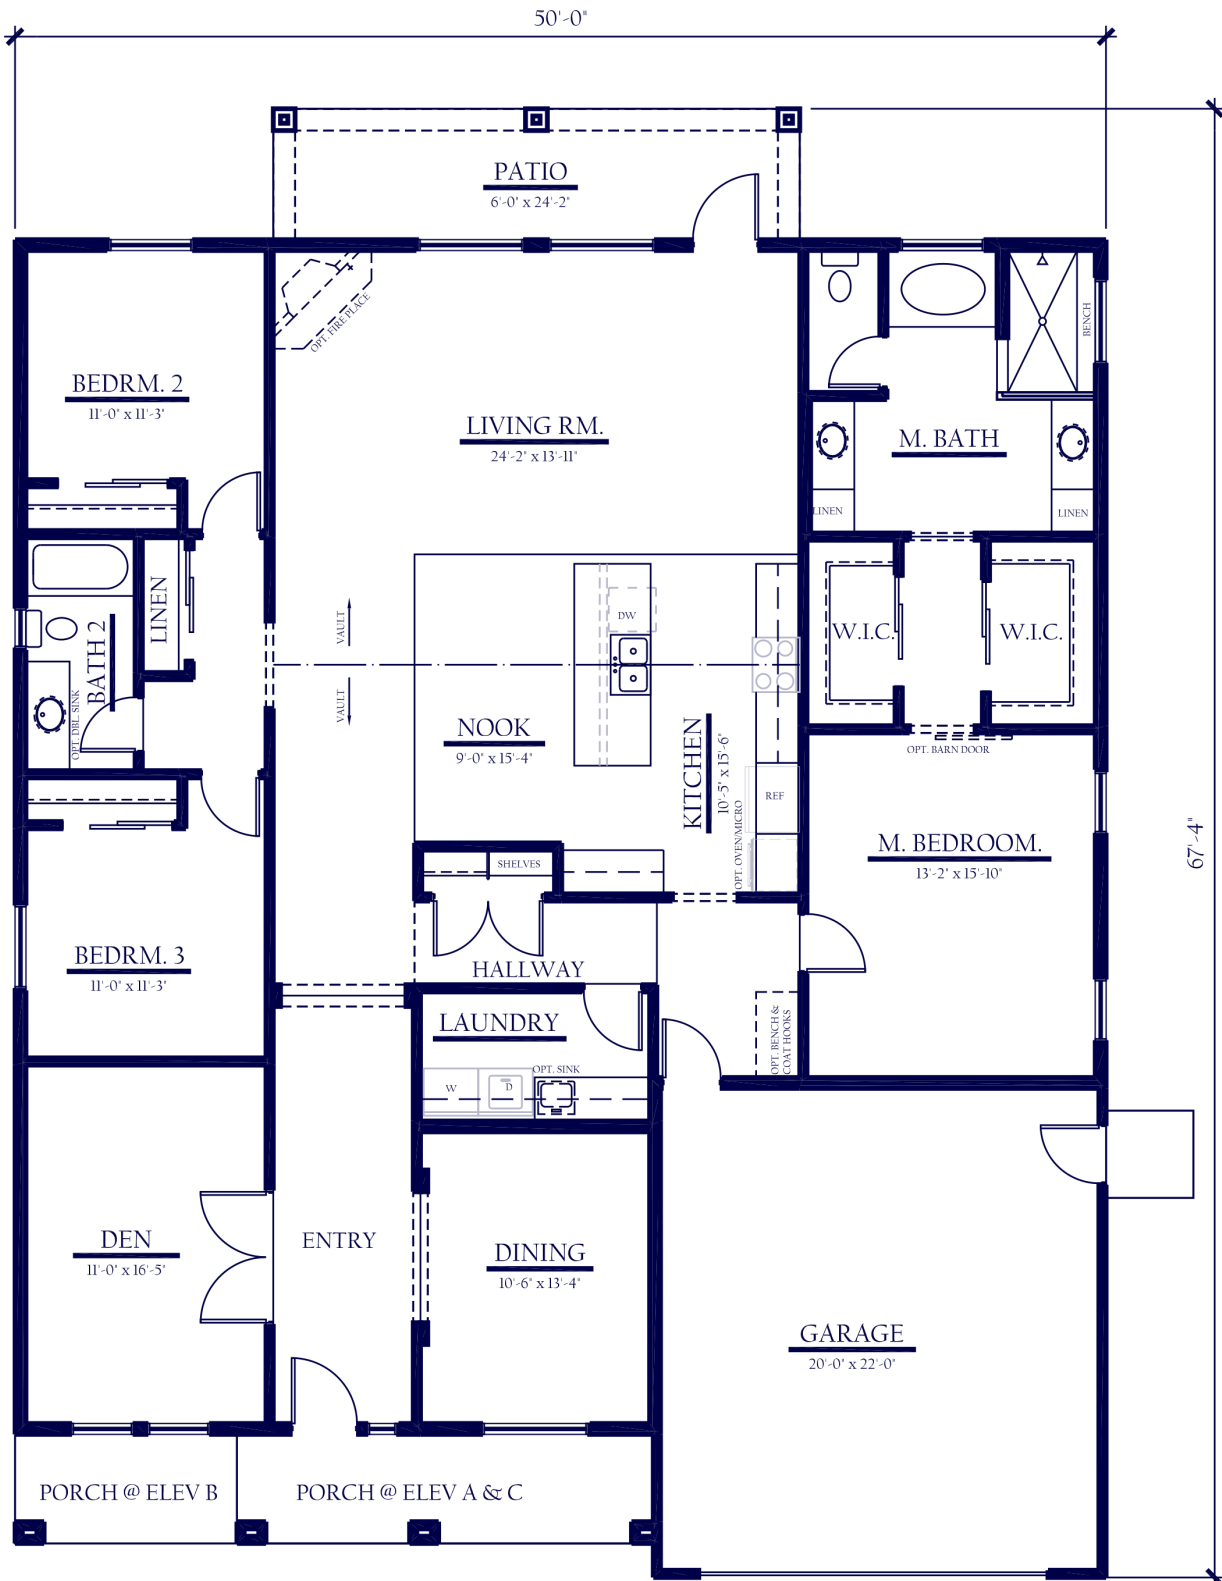 50'-0"
PATIO
6'-0" x 24'-2"
OPT. FIRE PLACE
BENCH
BEDRM. 2
11'-0" x 11'-3"
LIVING RM.
24'-2" x 13'-11"
M. BATH
LINEN
LINEN
LINEN
BATH 2
OPT. DBL. SINK
VAULT
VAULT
DW
W.I.C.
W.I.C.
NOOK
9'-0" x 15'-4"
KITCHEN
10'-5" x 15'-6"
OPT. BARN DOOR
REF
OPT. OVEN/MICRO
M. BEDROOM.
13'-2" x 15'-10"
67'-4"
SHELVES
BEDRM. 3
11'-0" x 11'-3"
HALLWAY
LAUNDRY
OPT. BENCH &
COAT HOOKS
OPT. SINK
W
D
DEN
11'-0" x 16'-5"
ENTRY
DINING
10'-6" x 13'-4"
GARAGE
20'-0" x 22'-0"
PORCH @ ELEV B
PORCH @ ELEV A & C